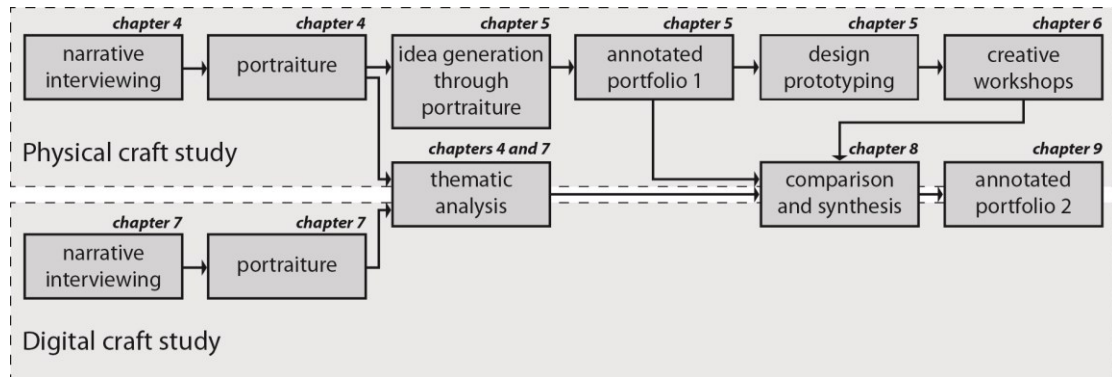 chapter 4
narrative
interviewing
chapter 4
portraiture
chapter 5
idea generation
through
portraiture
chapter 5
annotated
portfolio 1
chapter 5
design
prototyping
chapter 6
creative
workshops
Physical craft study
chapters 4 and 7
thematic
analysis
chapter 8
comparison
and synthesis
chapter 9
annotated
portfolio 2
chapter 7
narrative
interviewing
chapter 7
portraiture
Digital craft study